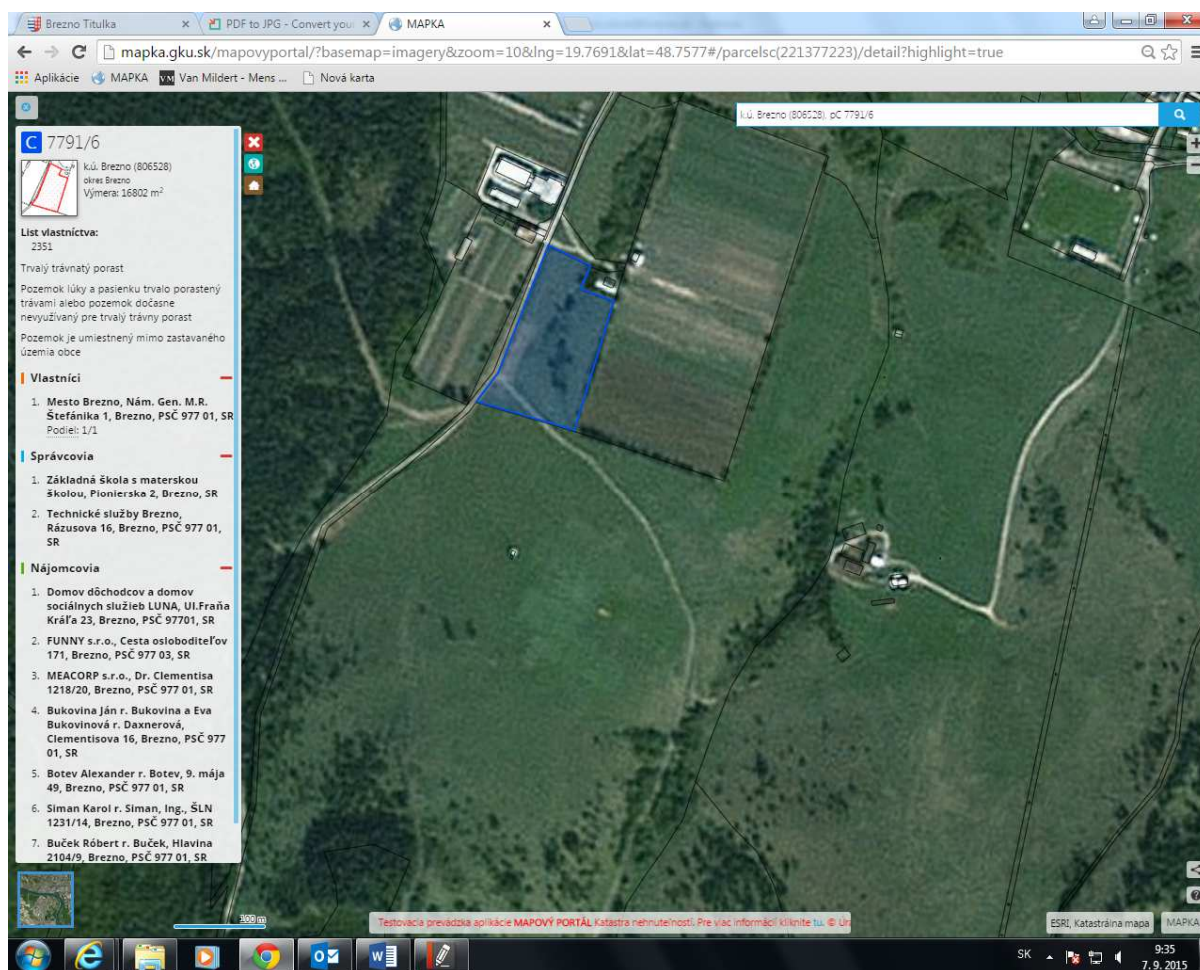 Brezno Titulka
PDF to JPG - Convert you
MAPKA
mapka.gku.sk/mapovyportal/?basemap=imagery&zoom=10&lng=19.7691&lat=48.7577#/parcelsc(221377223)/detail?highlight=true
Aplikácie MAPKA VM Van Mildert - Mens ... Nová karta
k.ú. Brezno (806528), pC 7791/6
C 7791/6
k.ú. Brezno (806528)
okres Brezno
Výmera: 16802 m²
List vlastníctva:
2351
Trvalý trávnatý porast
Pozemok lúky a pasienku trvalo porastený
trávami alebo pozemok dočasne
nevyužívaný pre trvalý trávny porast
Pozemok je umiestnený mimo zastavaného
územia obce
Vlastníci
1. Mesto Brezno, Nám. Gen. M.R.
Štefánika 1, Brezno, PSČ 977 01, SR
Podiel: 1/1
Správcovia
1. Základná škola s materskou
školou, Pionierska 2, Brezno, SR
2. Technické služby Brezno,
Rázusova 16, Brezno, PSČ 977 01,
SR
Nájomcovia
1. Domov dôchodcov a domov
sociálnych služieb LUNA, Ul.Fraňa
Kráľa 23, Brezno, PSČ 97701, SR
2. FUNNY s.r.o., Cesta osloboditeľov
171, Brezno, PSČ 977 03, SR
3. MEACORP s.r.o., Dr. Clementisa
1218/20, Brezno, PSČ 977 01, SR
4. Bukovina Ján r. Bukovina a Eva
Bukovinová r. Daxnerová,
Clementisova 16, Brezno, PSČ 977
01, SR
5. Botev Alexander r. Botev, 9. mája
49, Brezno, PSČ 977 01, SR
6. Siman Karol r. Siman, Ing., ŠLN
1231/14, Brezno, PSČ 977 01, SR
7. Buček Róbert r. Buček, Hlavina
2104/9, Brezno, PSČ 977 01, SR
100 m
Testovacia prevádzka aplikácie MAPOVÝ PORTÁL Katastra nehnuteľností. Pre viac informácií kliknite tu. © Úra
ESRI, Katastrálna mapa
MAPKA
SK
9:35
7. 9. 2015